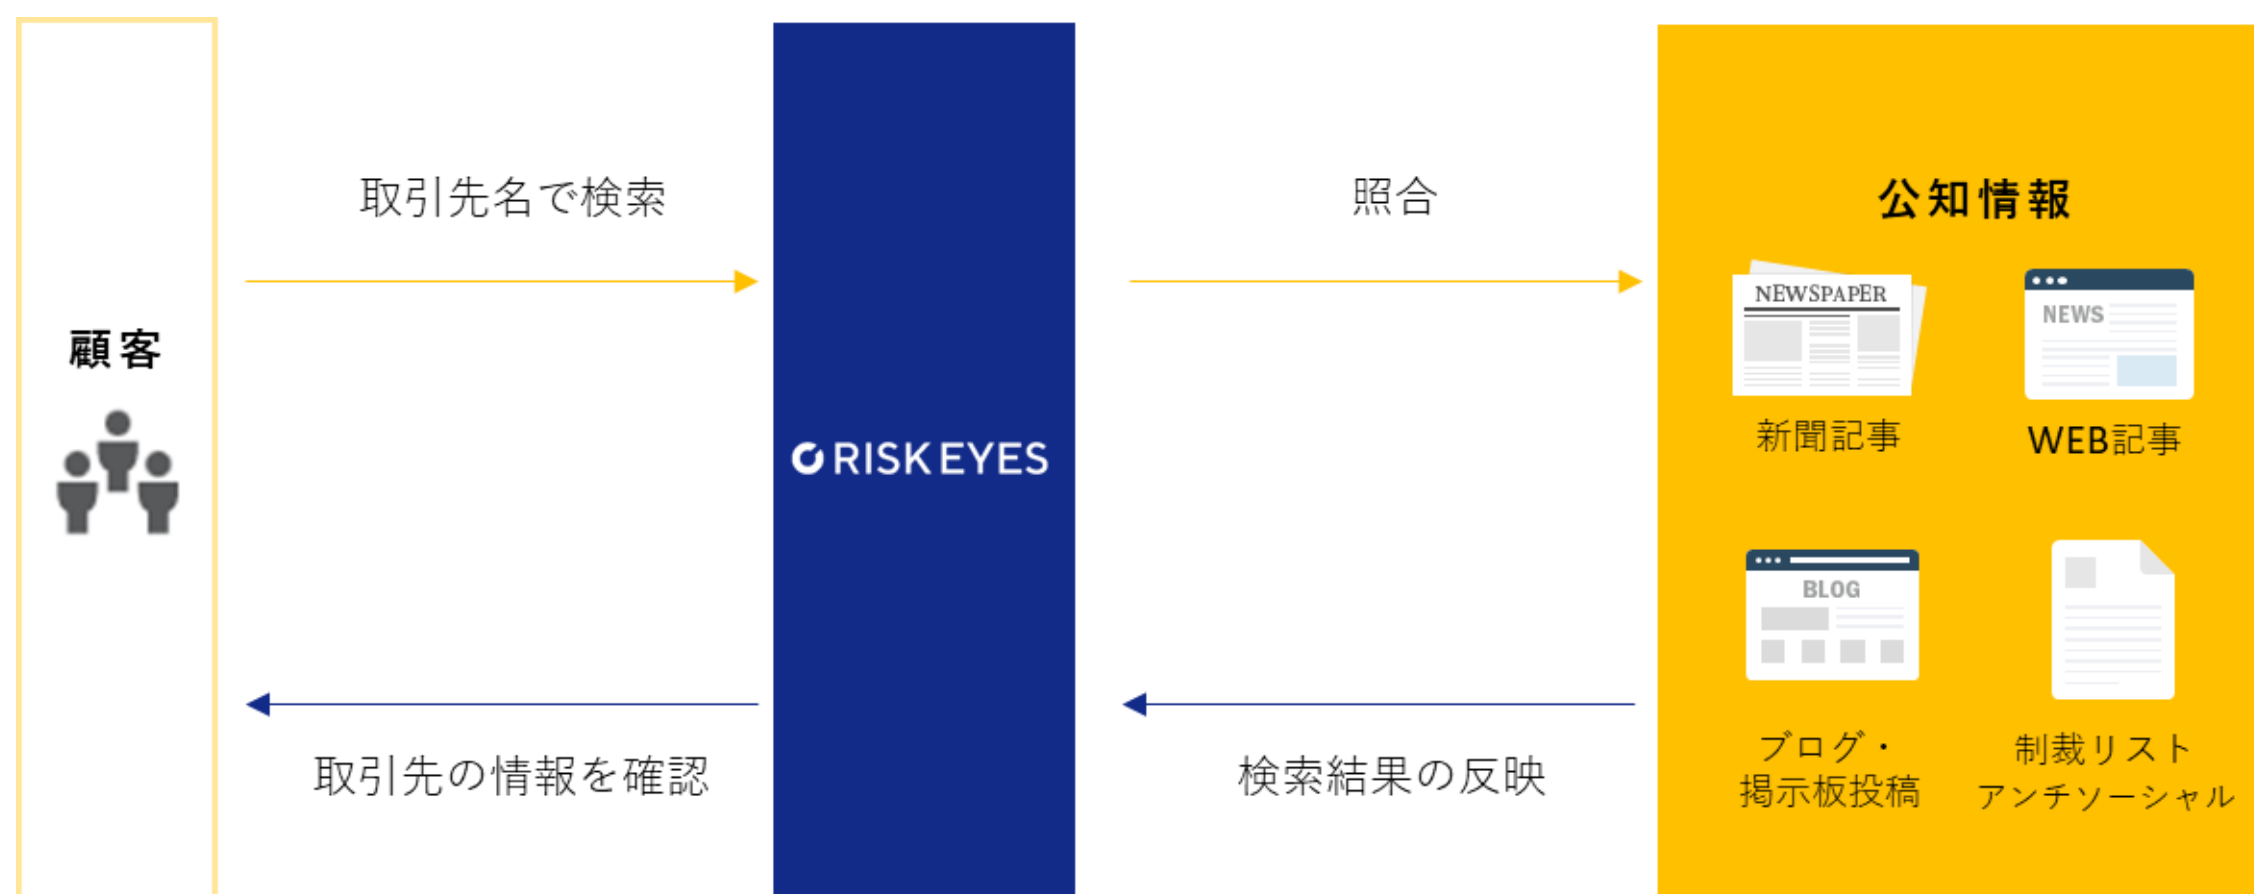 顧客
取引先名で検索
取引先の情報を確認
RISK EYES
照合
検索結果の反映
公知情報
NEWSPAPER
新聞記事
NEWS
WEB記事
BLOG
ブログ・
掲示板投稿
制裁リスト
アンチソーシャル